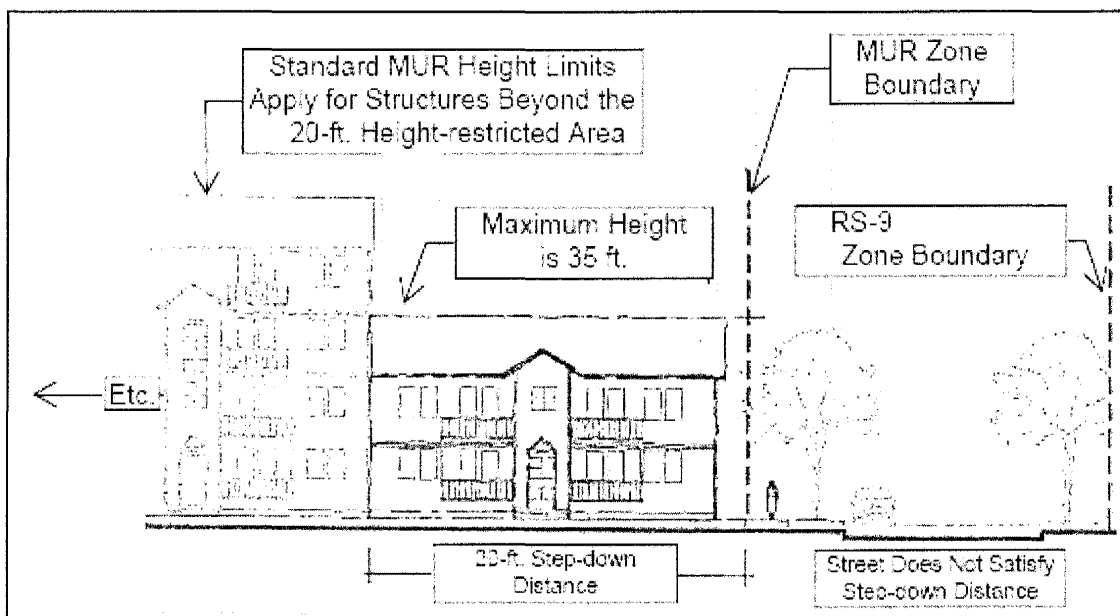 Standard MUR Height Limits
Apply for Structures Beyond the
20-ft. Height-restricted Area
MUR Zone
Boundary
Maximum Height
is 35 ft.
RS-9
Zone Boundary
Etc.
Step-down
Distance
Street Does Not Satisfy
Step-down Distance